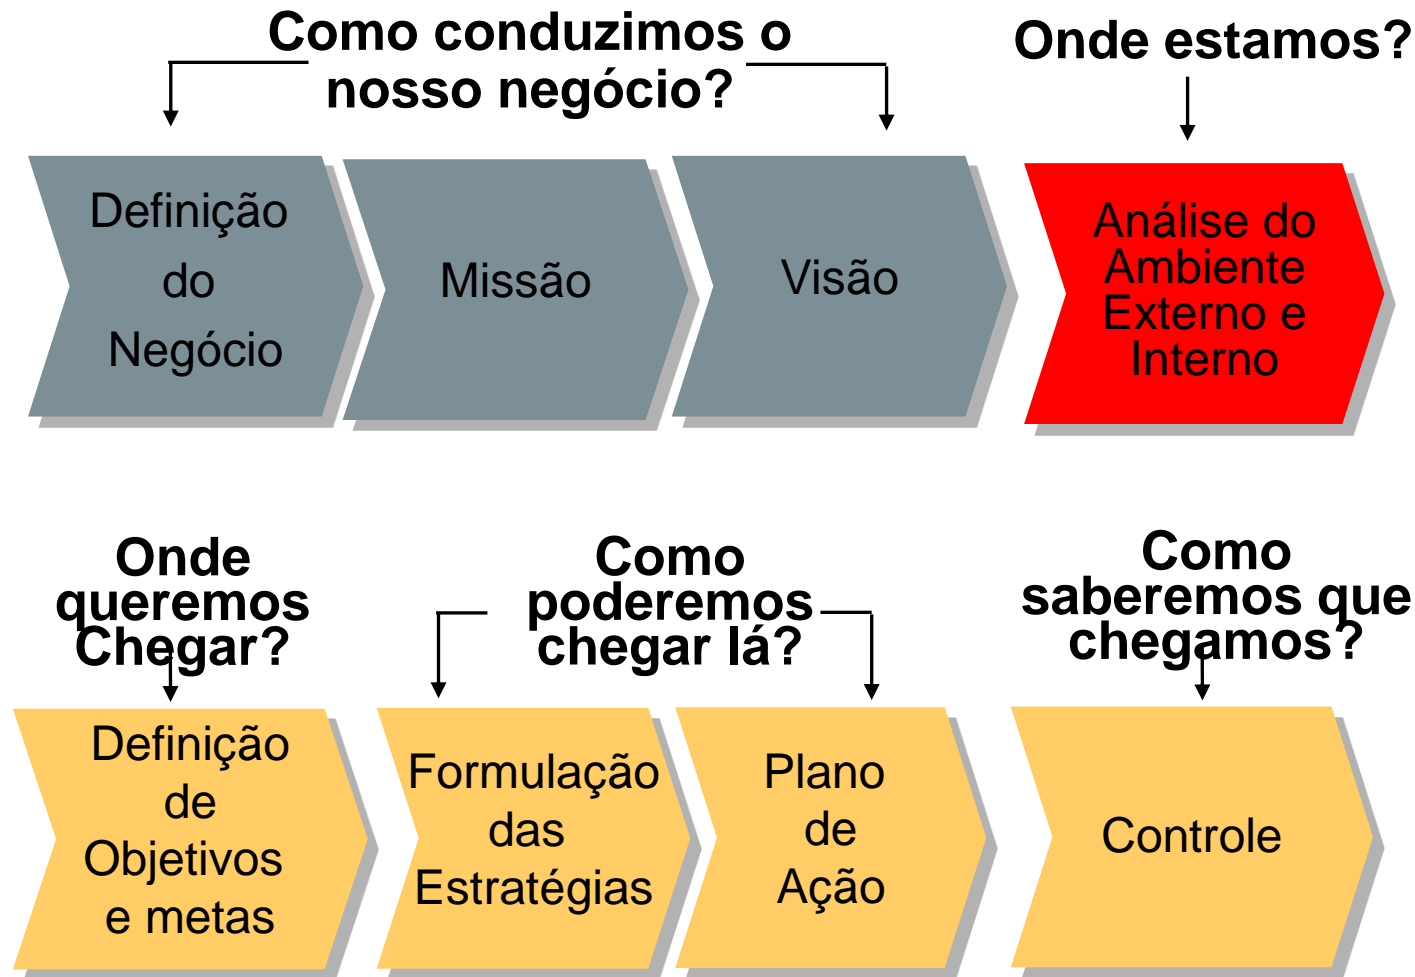 Como conduzimos o
nosso negócio?
Onde estamos?
Definição
do
Negócio
Missão
Visão
Análise do
Ambiente
Externo e
Interno
Onde
queremos
Chegar?
Como
poderemos
chegar lá?
Como
saberemos que
chegamos?
Definição
de
Objetivos
e metas
Formulação
das
Estratégias
Plano
de
Ação
Controle